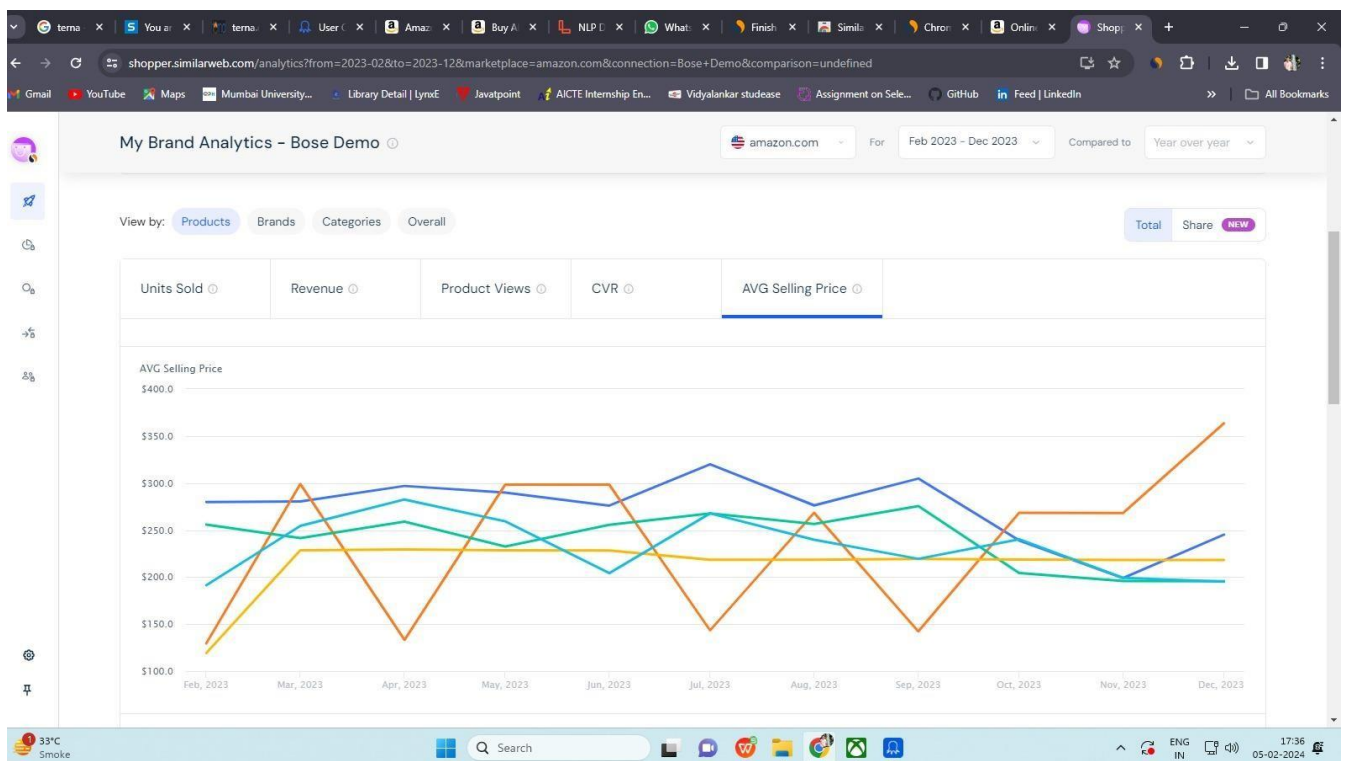 terna
You ar
terna.
User C
Amaz
Buy A
NLP D
Whats
Finish
Simila
Chron
Online
Shopp
shopper.similarweb.com/analytics?from=2023-02&to=2023-12&marketplace=amazon.com&connection=Bose+Demo&comparison=undefined
Gmail YouTube Maps Mumbai University... Library Detail | LynxE Javatpoint AICTE Internship En... Vidyalankar studease Assignment on Sele... GitHub Feed | LinkedIn » All Bookmarks
My Brand Analytics - Bose Demo amazon.com For Feb 2023 - Dec 2023 Compared to Year over year
View by: Products Brands Categories Overall Total Share NEW
Units Sold Revenue Product Views CVR AVG Selling Price
AVG Selling Price
$400.0
$350.0
$300.0
$250.0
$200.0
$150.0
$100.0
Feb, 2023 Mar, 2023 Apr, 2023 May, 2023 Jun, 2023 Jul, 2023 Aug, 2023 Sep, 2023 Oct, 2023 Nov, 2023 Dec, 2023
1 33°C Search ENG 17:36
Smoke IN 05-02-2024